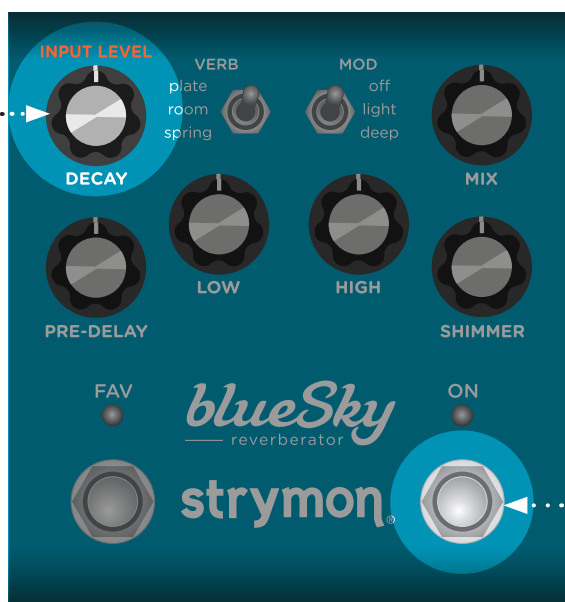 INPUT LEVEL
VERB
MOD
plate
off
room
light
spring
deep
DECAY
MIX
LOW
HIGH
PRE-DELAY
SHIMMER
FAV
ON
blueSky
reverberator
strymon®